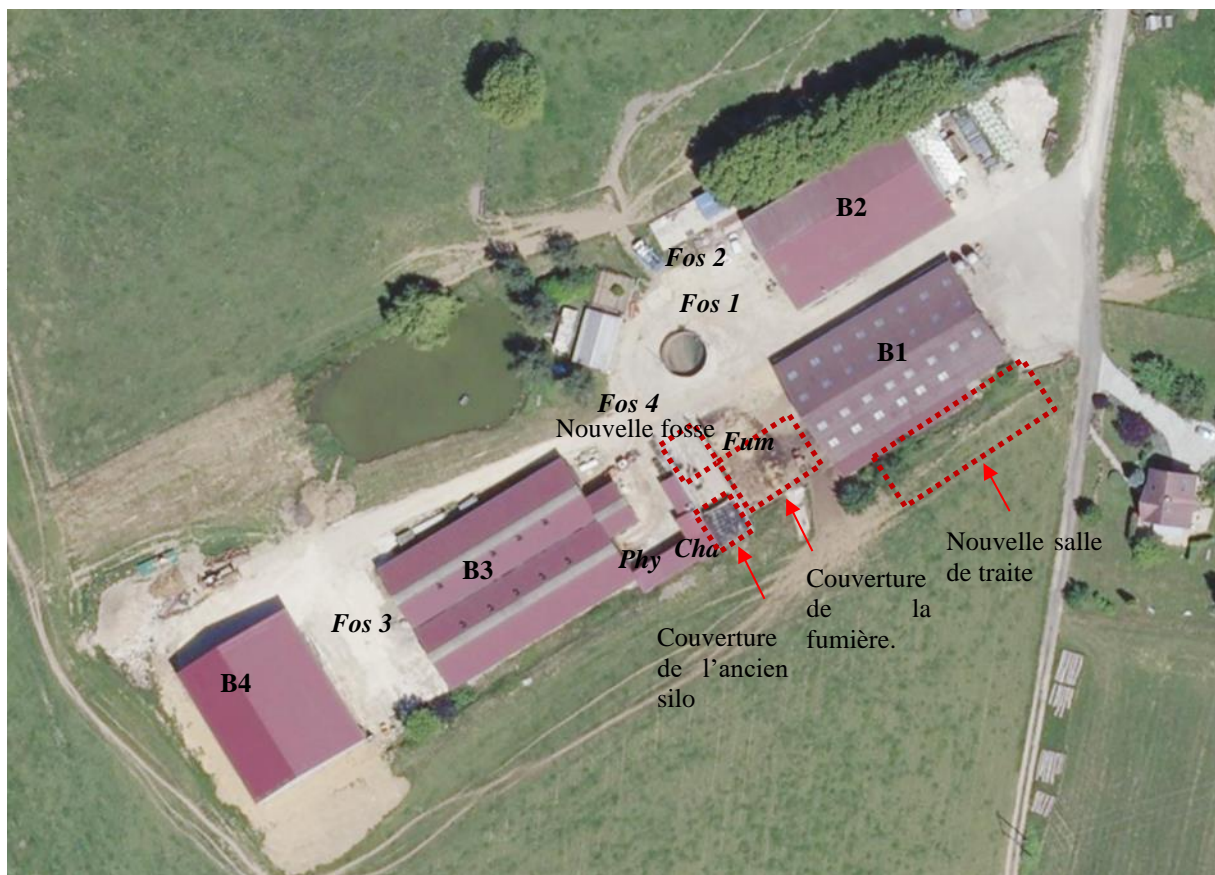 B2
Fos 2
Fos 1
B1
Fos 4
Nouvelle fosse
Fum
Nouvelle salle
de traite
Phy
Cha
B3
Couverture
de la
fumière.
Fos 3
Couverture
de l’ancien
silo
B4